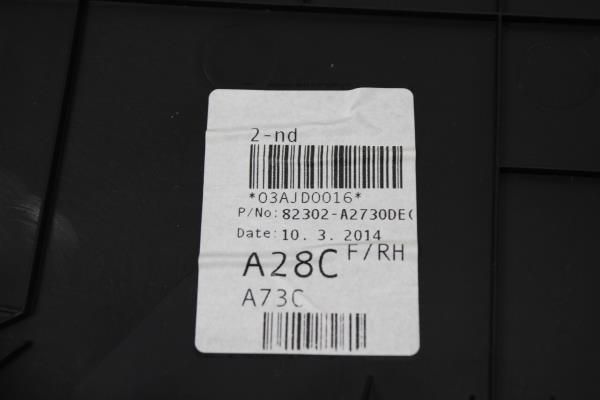 2-nd
*03AJD0016*
P/No: 82302-A2730DE(
Date: 10. 3. 2014
A28C F/RH
A73C